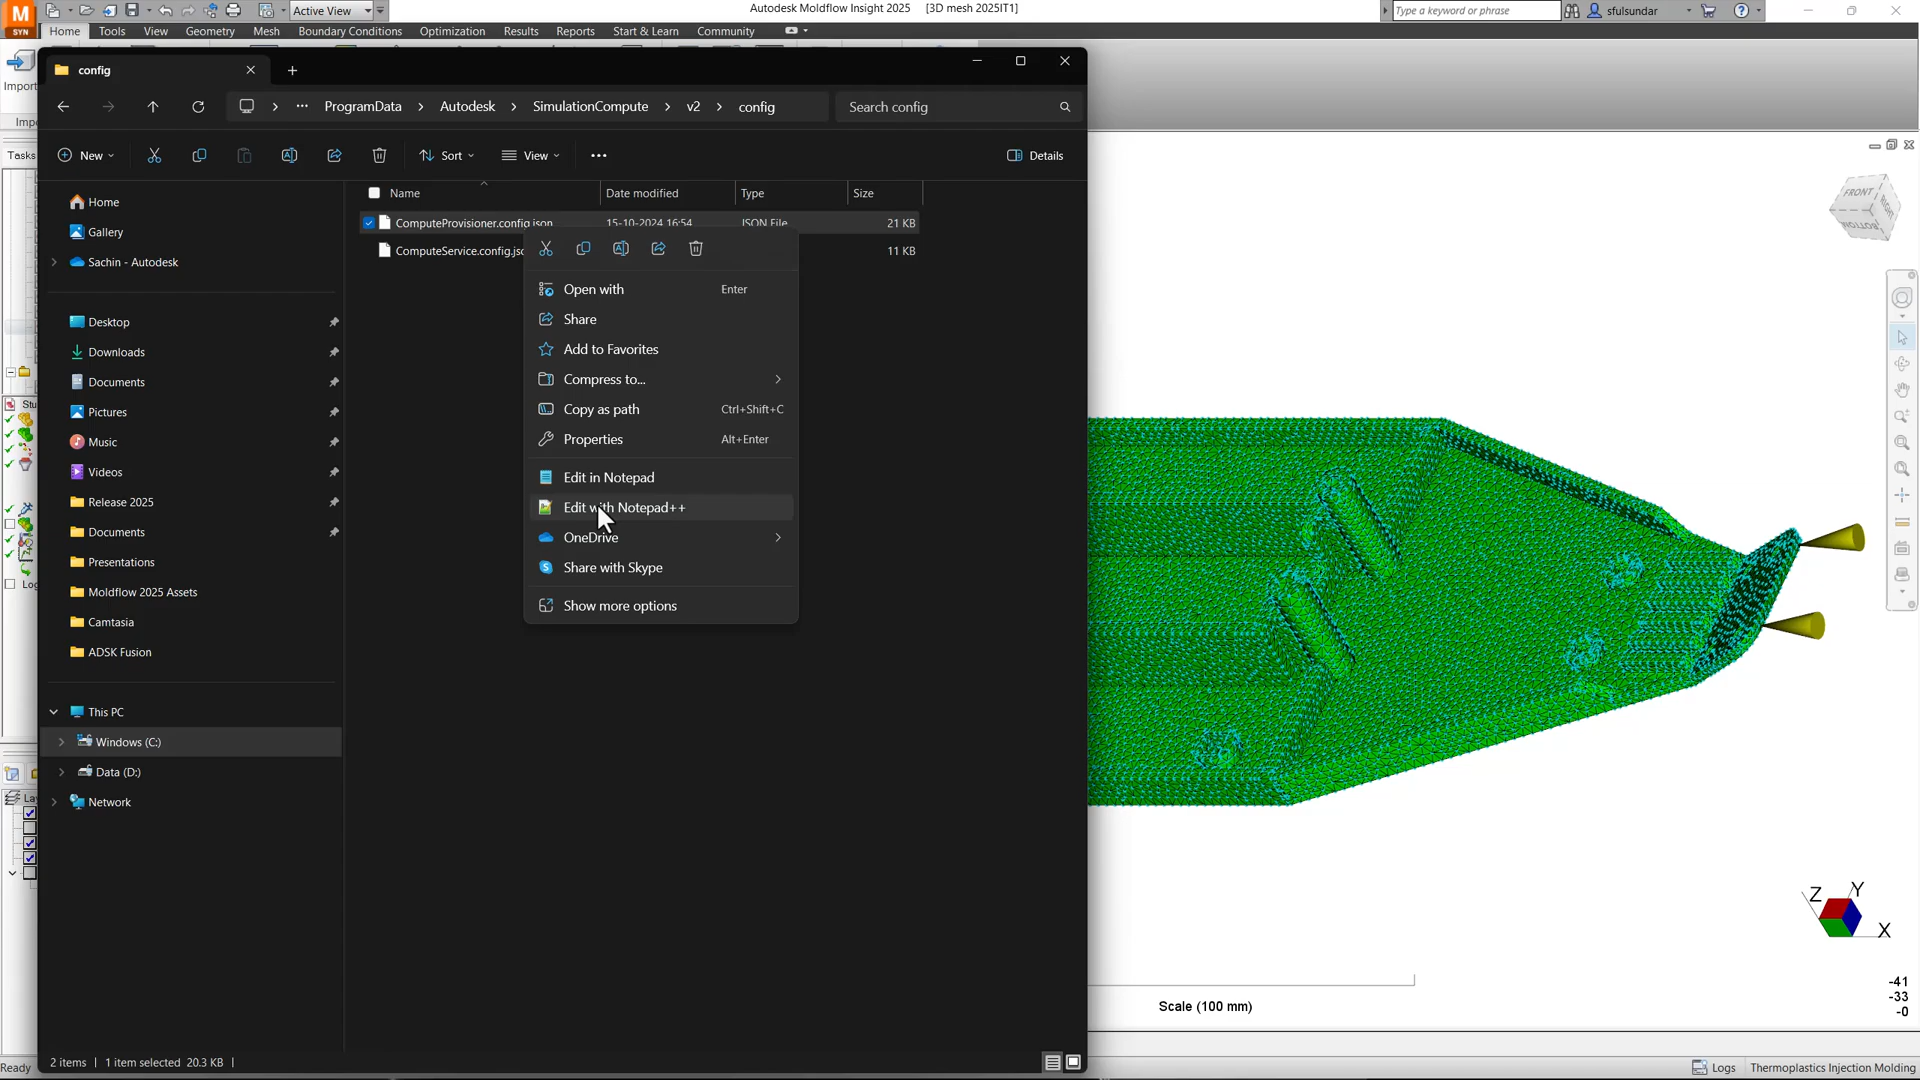 M
SYN
Active View
Autodesk Moldflow Insight 2025 [3D mesh 2025IT1]
Type a keyword or phrase
sfulsundar
Home Tools View Geometry Mesh Boundary Conditions Optimization Results Reports Start & Learn Community
Import
Tasks
config
ProgramData > Autodesk > SimulationCompute > v2 > config
Search config
New
Sort
View
Details
Name Date modified Type Size
ComputeProvisioner.config.json 15-10-2024 16:54 JSON File 21 KB
ComputeService.config.jsc 11 KB
Home
Gallery
Sachin - Autodesk
Desktop
Downloads
Documents
Pictures
Music
Videos
Release 2025
Documents
Presentations
Moldflow 2025 Assets
Camtasia
ADSK Fusion
This PC
Windows (C:)
Data (D:)
Network
Open with Enter
Share
Add to Favorites
Compress to...
Copy as path Ctrl+Shift+C
Properties Alt+Enter
Edit in Notepad
Edit with Notepad++
OneDrive
Share with Skype
Show more options
2 items 1 item selected 20.3 KB
FRONT
RIGHT
BOTTOM
Z Y
X
-41
-33
-0
Scale (100 mm)
Ready
Logs
Thermoplastics Injection Molding